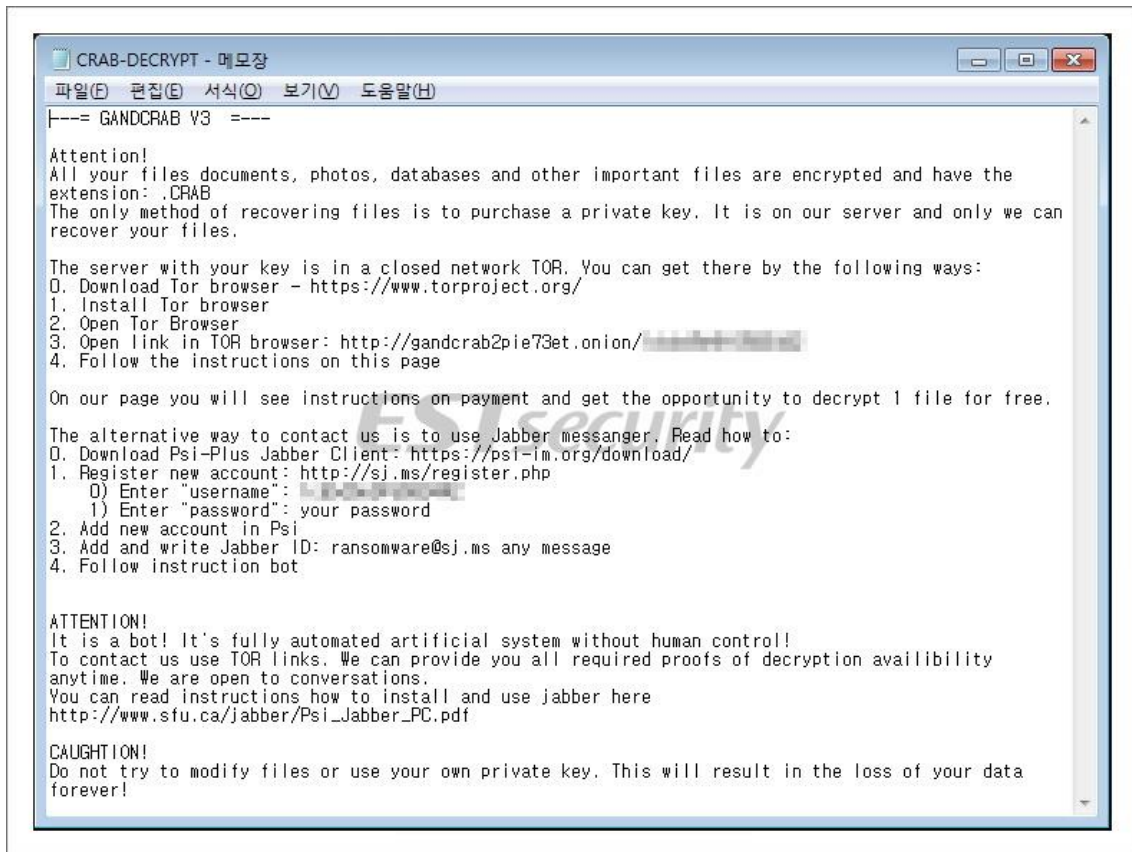 CRAB-DECRYPT - 메모장
파일(F) 편집(E) 서식(O) 보기(V) 도움말(H)
---= GANDCRAB V3 =---
Attention!
All your files documents, photos, databases and other important files are encrypted and have the
extension: .CRAB
The only method of recovering files is to purchase a private key. It is on our server and only we can
recover your files.
The server with your key is in a closed network TOR. You can get there by the following ways:
0. Download Tor browser - https://www.torproject.org/
1. Install Tor browser
2. Open Tor Browser
3. Open link in TOR browser: http://gandcrab2pie73et.onion/
4. Follow the instructions on this page
On our page you will see instructions on payment and get the opportunity to decrypt 1 file for free.
ESTsecurity
The alternative way to contact us is to use Jabber messanger. Read how to:
0. Download Psi-Plus Jabber Client: https://psi-im.org/download/
1. Register new account: http://sj.ms/register.php
0) Enter "username":
1) Enter "password": your password
2. Add new account in Psi
3. Add and write Jabber ID: ransomware@sj.ms any message
4. Follow instruction bot
ATTENTION!
It is a bot! It's fully automated artificial system without human control!
To contact us use TOR links. We can provide you all required proofs of decryption availibility
anytime. We are open to conversations.
You can read instructions how to install and use jabber here
http://www.sfu.ca/jabber/Psi_Jabber_PC.pdf
CAUGHTION!
Do not try to modify files or use your own private key. This will result in the loss of your data
forever!